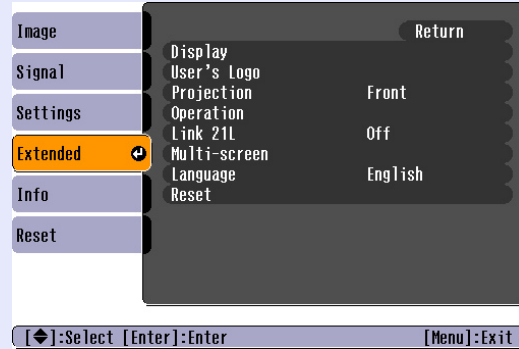 Image
Signal
Settings
Extended
Info
Reset
Return
Display
User's Logo
Projection Front
Operation
Link 21L Off
Multi-screen
Language English
Reset
[◆]:Select [Enter]:Enter [Menu]:Exit